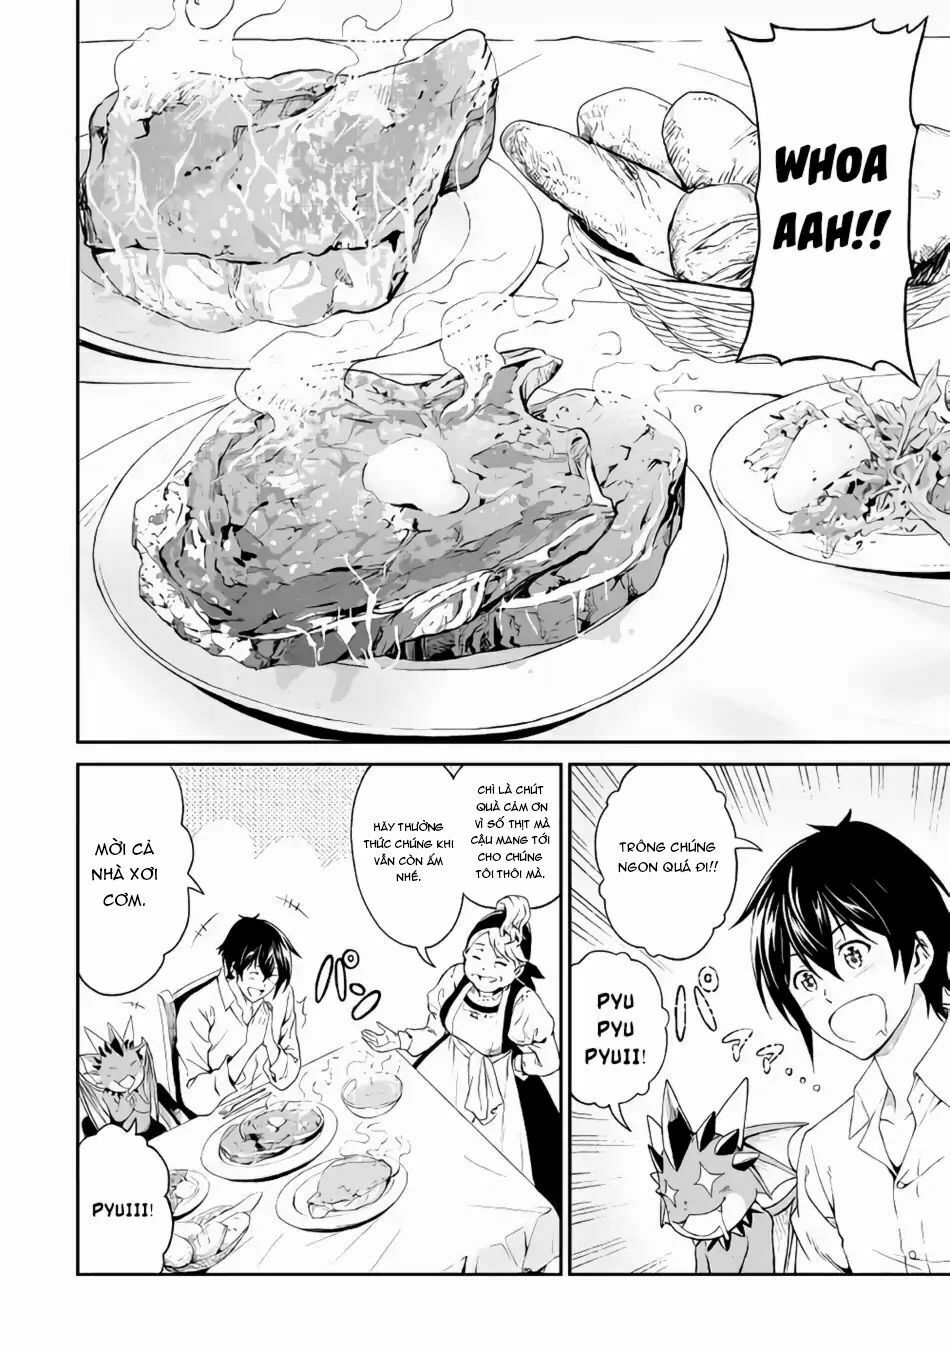 WHOA
AAH!!
TRÔNG CHÚNG
NGON QUÁ ĐI!!
PYU
PYU
PYUII!
CHỈ LÀ CHÚT
QUÀ CẢM ƠN
VÌ SỐ THỊT MÀ
CẬU MANG TỚI
CHO CHÚNG
TÔI THÔI MÀ.
HÃY THƯỞNG
THỨC CHÚNG KHI
VẪN CÒN ẤM
NHÉ.
パン
MỜI CẢ
NHÀ XƠI
CƠM.
PYUIII!